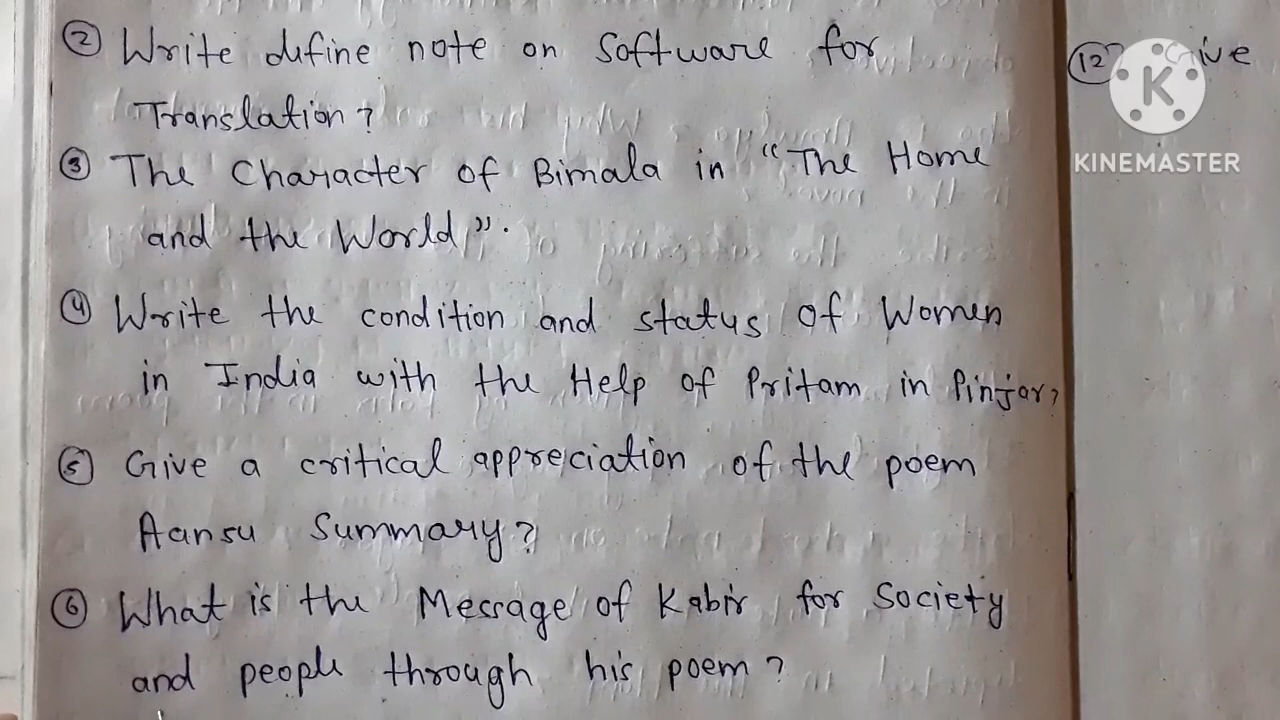 ② Write define note on Software for
Translation?
③ The Character of Bimala in "The Home
and the World".
④ Write the condition and status of Women
in India with the Help of Pritam in Pinjar?
⑤ Give a critical appreciation of the poem
Aansu Summary?
⑥ What is the Message of Kabir for Society
and people through his poem?
⑫ Give
K
KINEMASTER